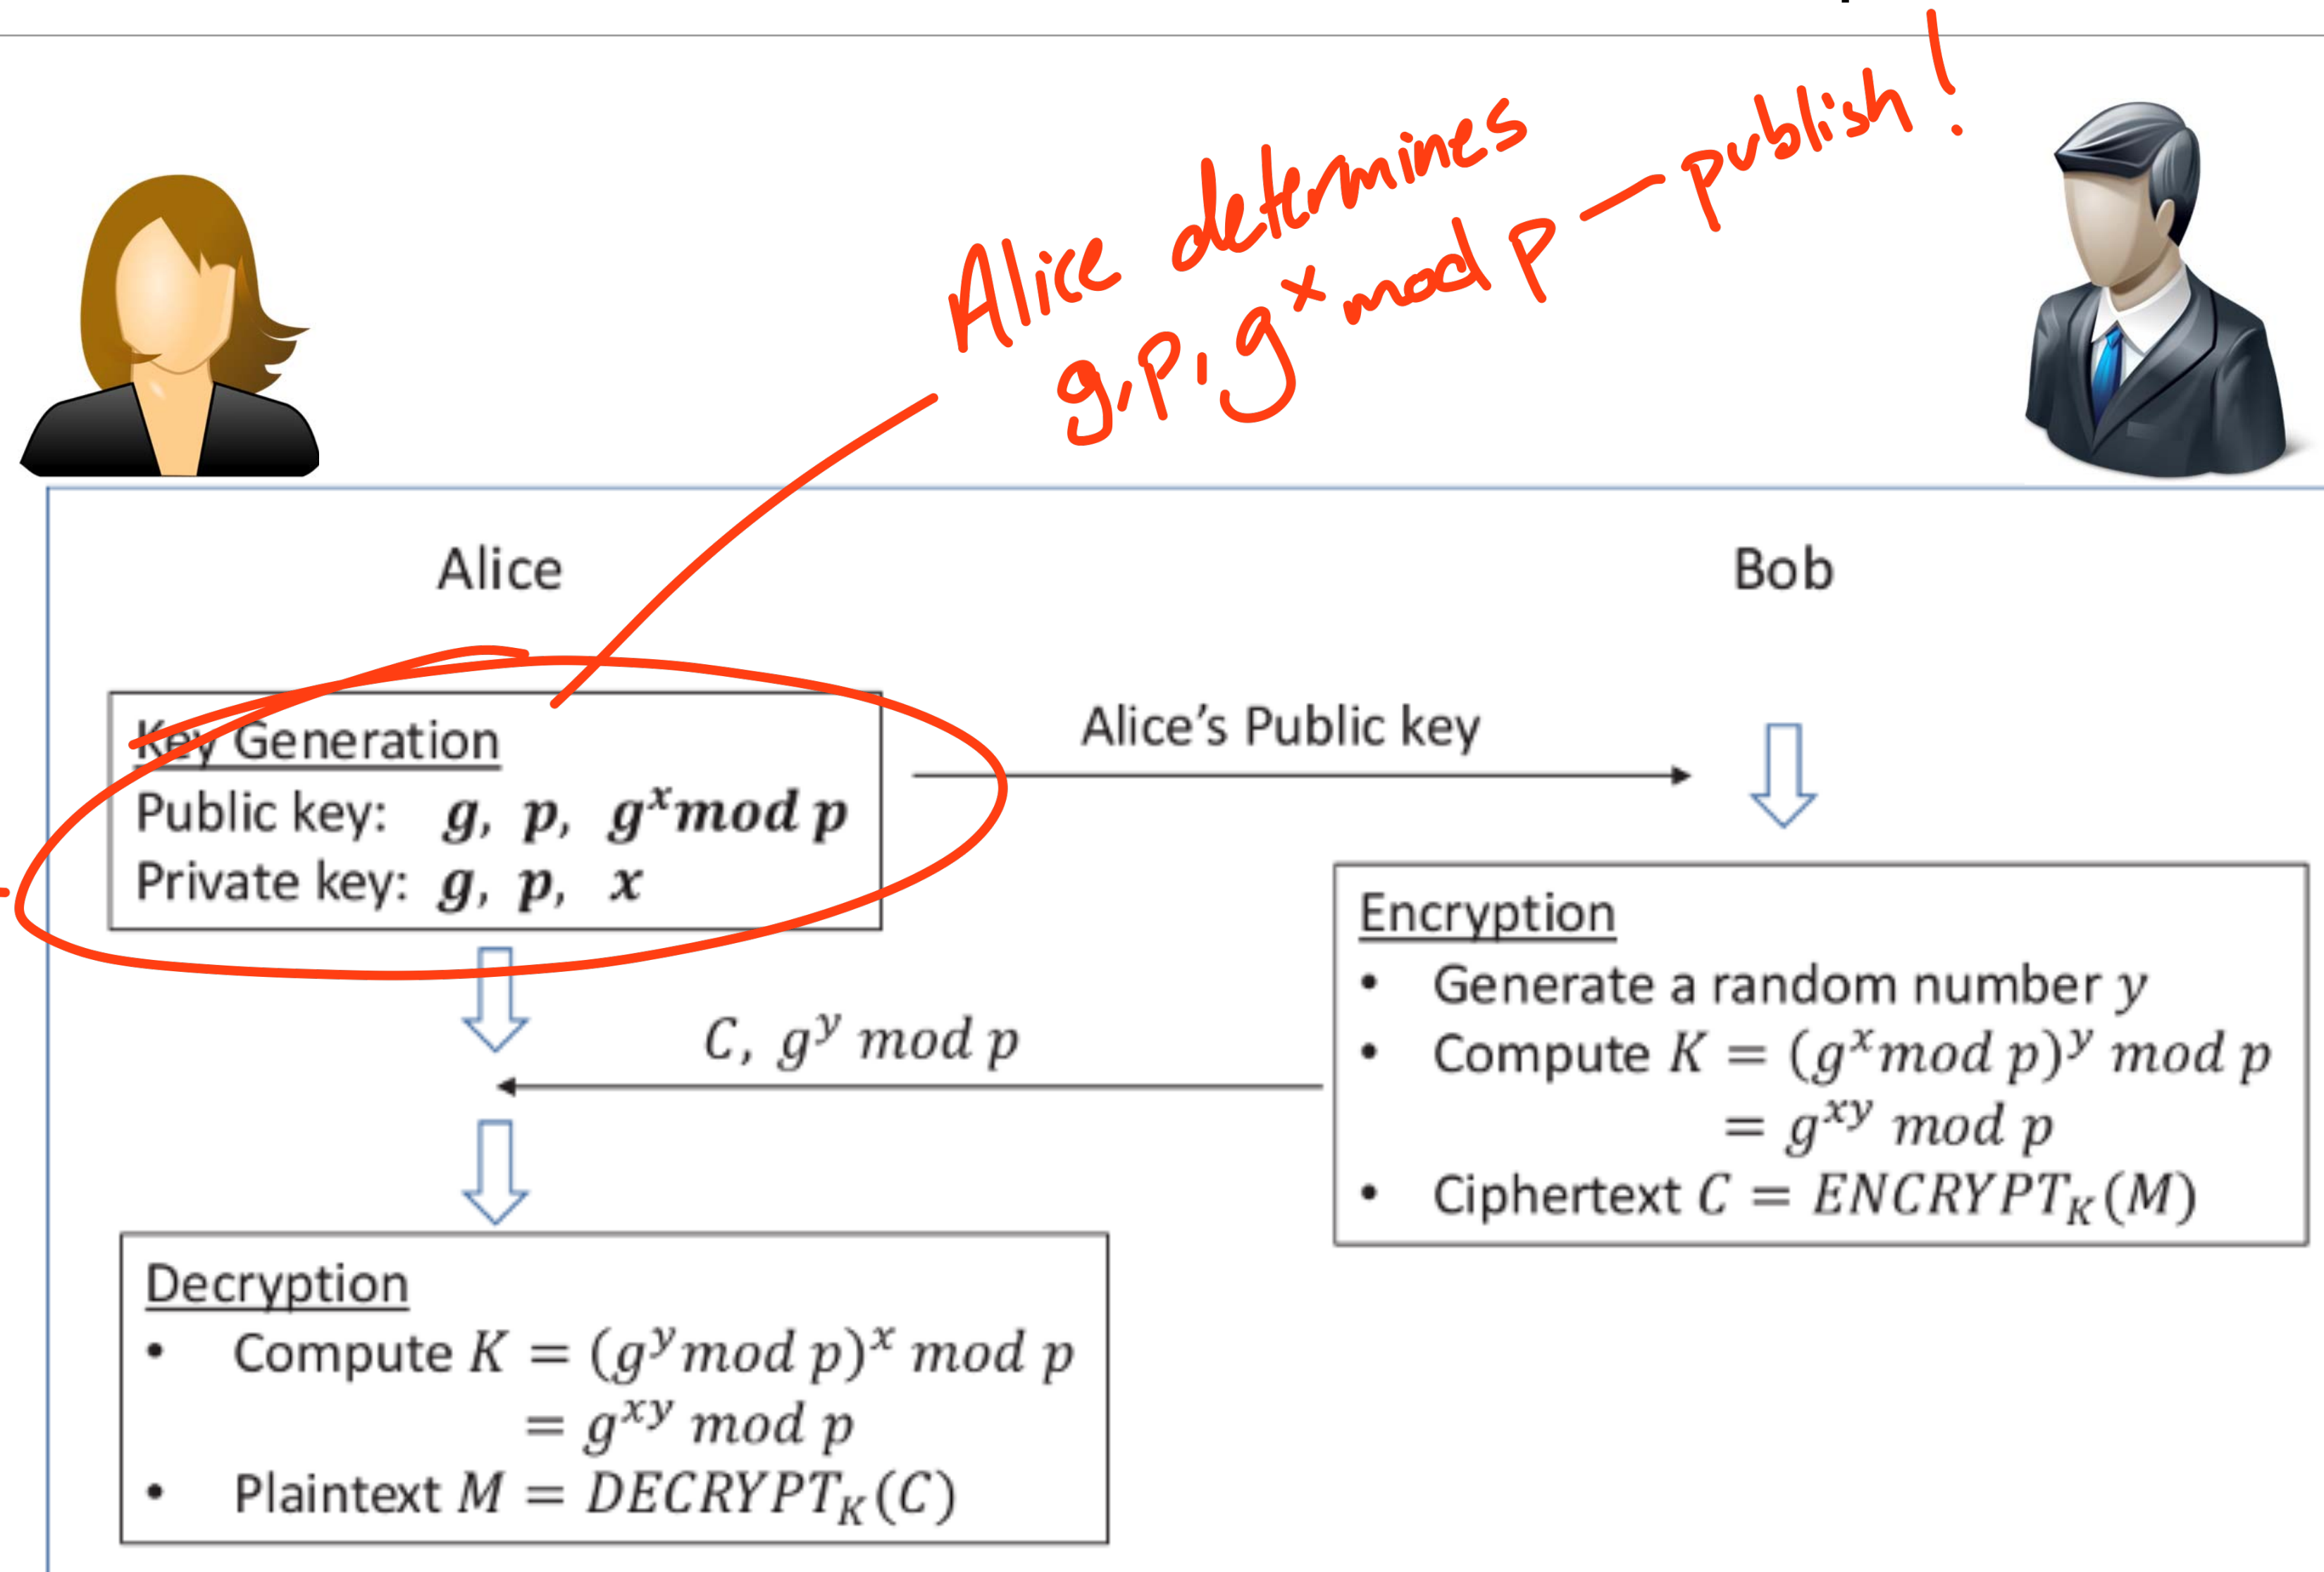 Alice determines
g, p, g^x mod p — publish!
Alice
Bob
Key Generation
Public key: g, p, g^x mod p
Private key: g, p, x
Alice's Public key
Encryption
• Generate a random number y
• Compute K = (g^x mod p)^y mod p
= g^xy mod p
• Ciphertext C = ENCRYPT_K(M)
C, g^y mod p
Decryption
• Compute K = (g^y mod p)^x mod p
= g^xy mod p
• Plaintext M = DECRYPT_K(C)